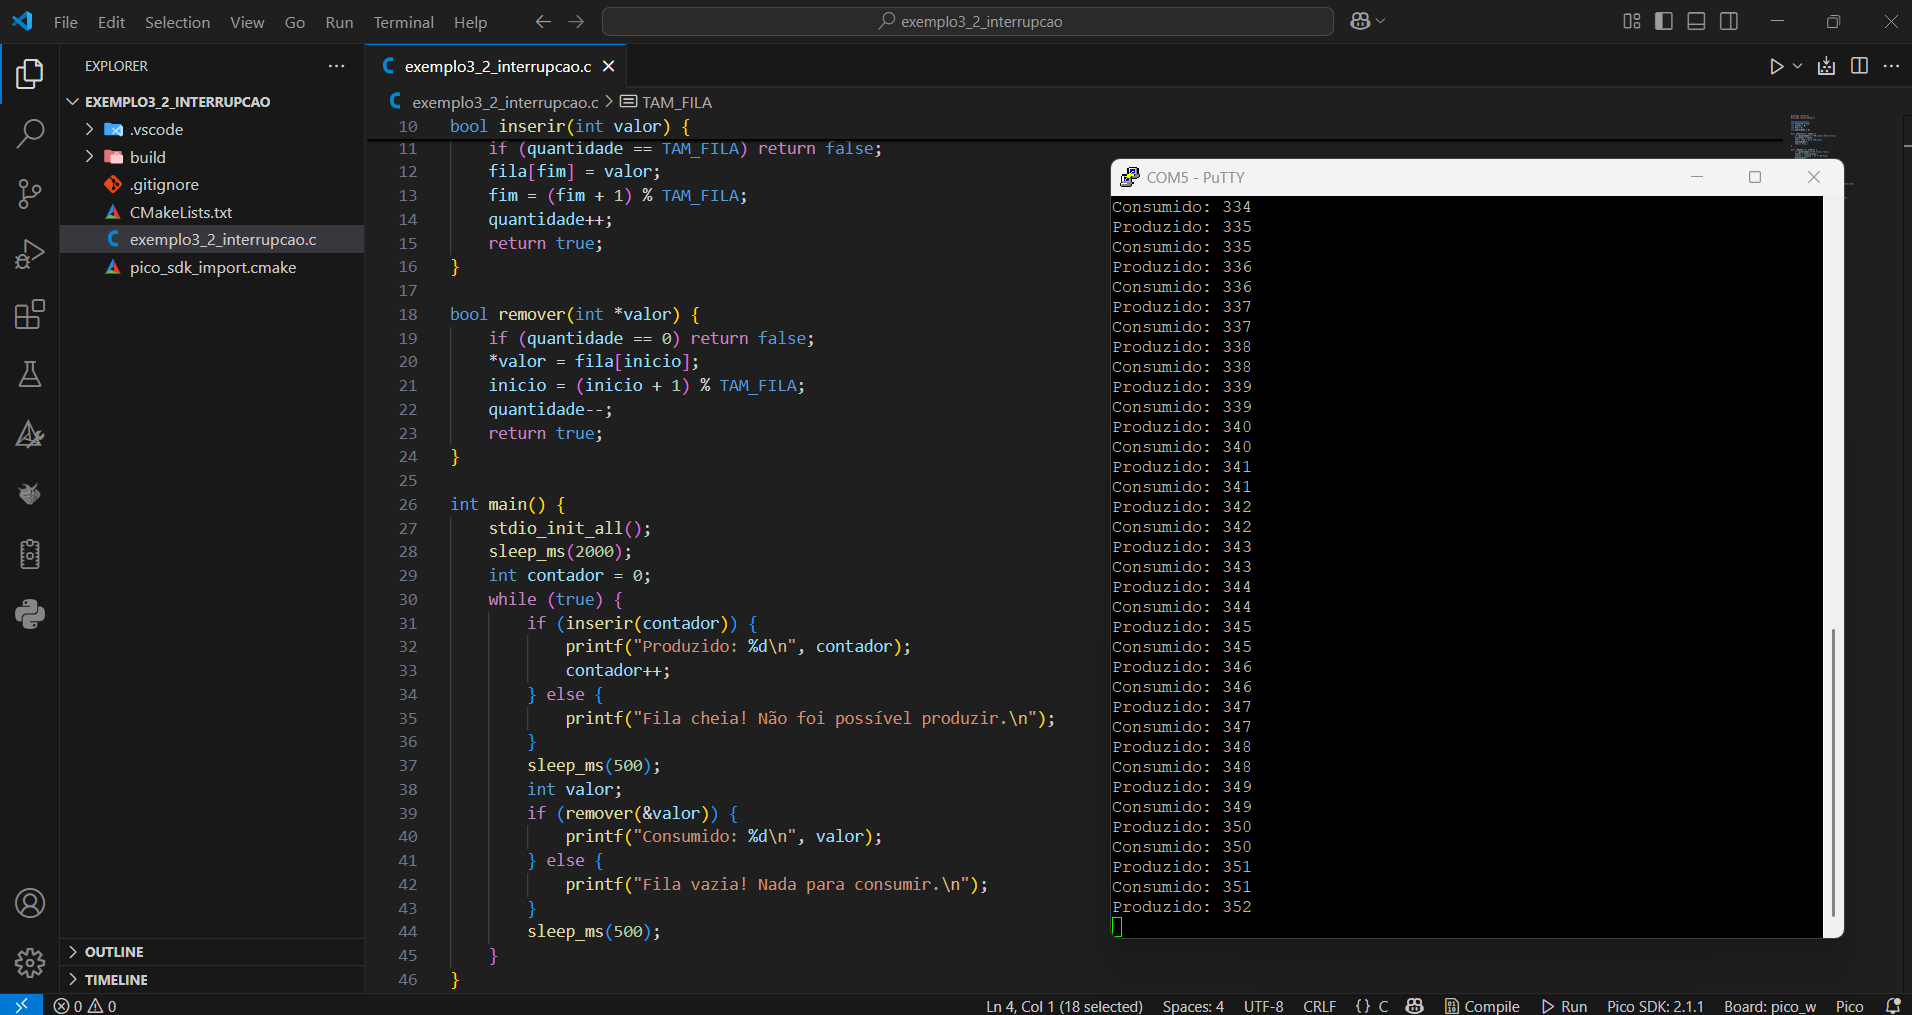 File Edit Selection View Go Run Terminal Help
exemplo3_2_interrupcao
EXPLORER
EXEMPLO3_2_INTERRUPCAO
.vscode
build
.gitignore
CMakeLists.txt
exemplo3_2_interrupcao.c
pico_sdk_import.cmake
OUTLINE
TIMELINE
exemplo3_2_interrupcao.c
exemplo3_2_interrupcao.c > TAM_FILA
10 bool inserir(int valor) {
11 if (quantidade == TAM_FILA) return false;
12 fila[fim] = valor;
13 fim = (fim + 1) % TAM_FILA;
14 quantidade++;
15 return true;
16 }
17
18 bool remover(int *valor) {
19 if (quantidade == 0) return false;
20 *valor = fila[inicio];
21 inicio = (inicio + 1) % TAM_FILA;
22 quantidade--;
23 return true;
24 }
25
26 int main() {
27 stdio_init_all();
28 sleep_ms(2000);
29 int contador = 0;
30 while (true) {
31 if (inserir(contador)) {
32 printf("Produzido: %d\n", contador);
33 contador++;
34 } else {
35 printf("Fila cheia! Não foi possível produzir.\n");
36 }
37 sleep_ms(500);
38 int valor;
39 if (remover(&valor)) {
40 printf("Consumido: %d\n", valor);
41 } else {
42 printf("Fila vazia! Nada para consumir.\n");
43 }
44 sleep_ms(500);
45 }
46 }
COM5 - PuTTY
Consumido: 334
Produzido: 335
Consumido: 335
Produzido: 336
Consumido: 336
Produzido: 337
Consumido: 337
Produzido: 338
Consumido: 338
Produzido: 339
Consumido: 339
Produzido: 340
Consumido: 340
Produzido: 341
Consumido: 341
Produzido: 342
Consumido: 342
Produzido: 343
Consumido: 343
Produzido: 344
Consumido: 344
Produzido: 345
Consumido: 345
Produzido: 346
Consumido: 346
Produzido: 347
Consumido: 347
Produzido: 348
Consumido: 348
Produzido: 349
Consumido: 349
Produzido: 350
Consumido: 350
Produzido: 351
Consumido: 351
Produzido: 352
0 0 Ln 4, Col 1 (18 selected) Spaces: 4 UTF-8 CRLF {} C Compile Run Pico SDK: 2.1.1 Board: pico_w Pico